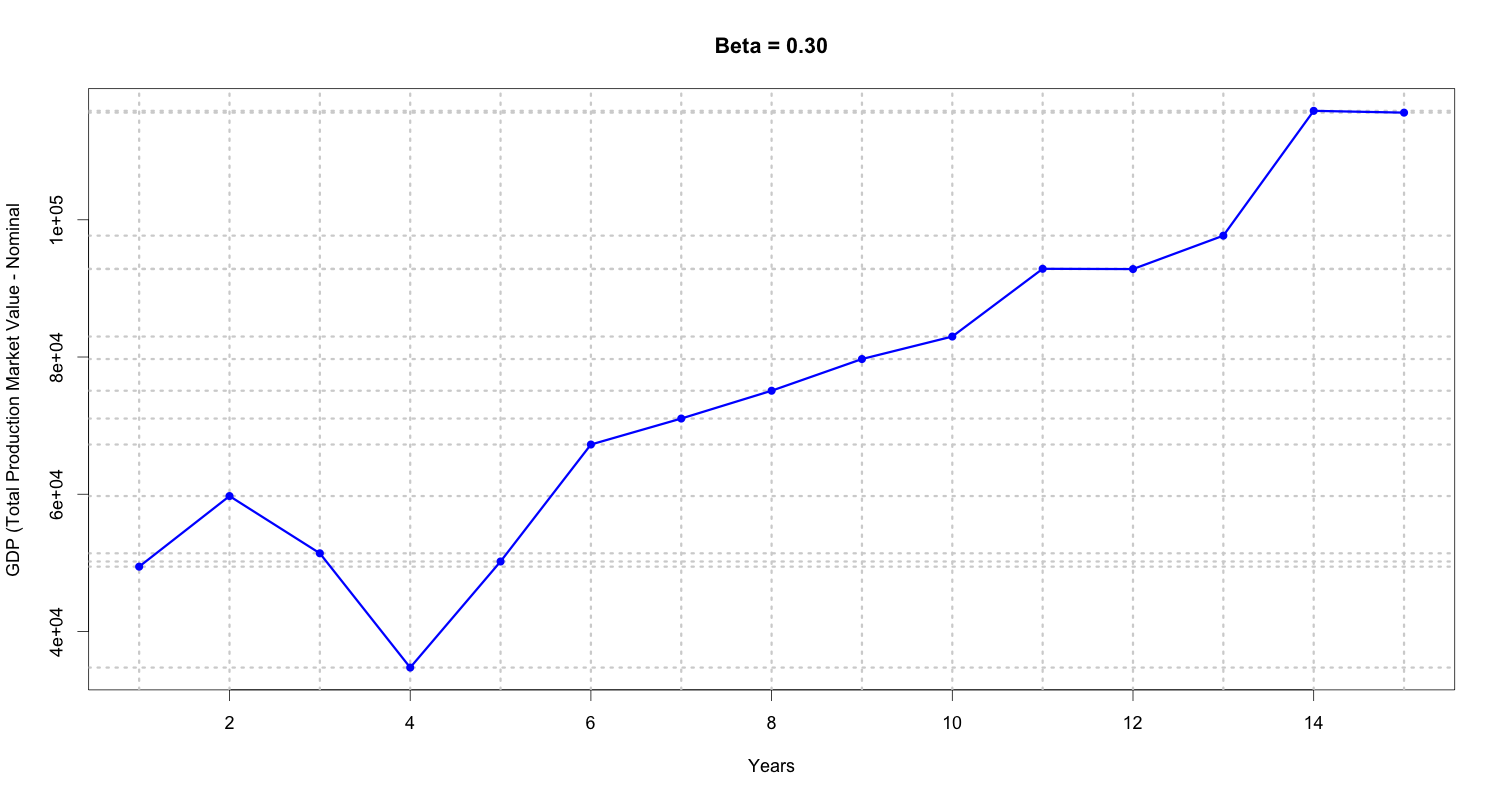 Beta = 0.30
GDP (Total Production Market Value - Nominal
1e+05
8e+04
6e+04
4e+04
2 4 6 8 10 12 14
Years